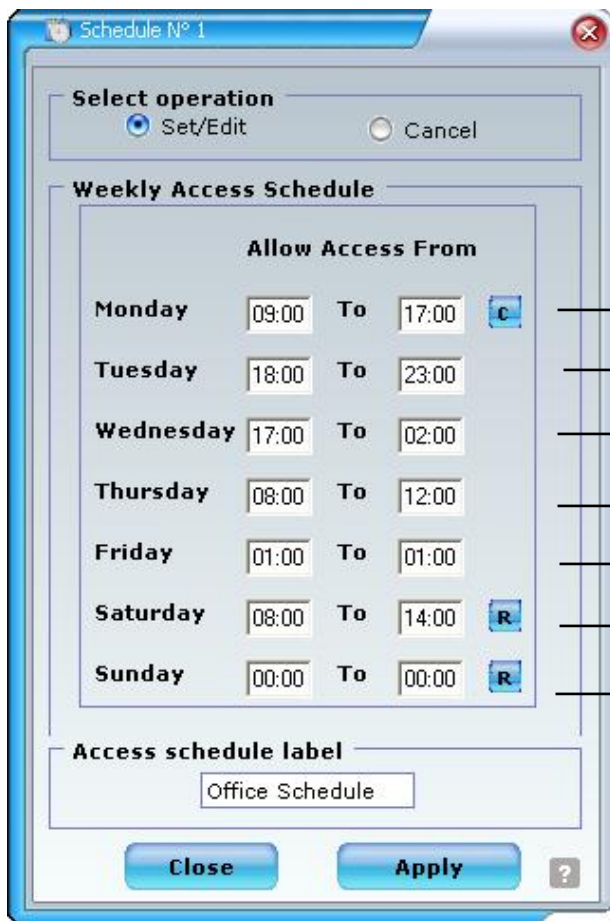 Schedule N° 1
Select operation
Set/Edit Cancel
Weekly Access Schedule
Allow Access From
Monday 09:00 To 17:00 C
Tuesday 18:00 To 23:00
Wednesday 17:00 To 02:00
Thursday 08:00 To 12:00
Friday 01:00 To 01:00
Saturday 08:00 To 14:00 R
Sunday 00:00 To 00:00 R
Access schedule label
Office Schedule
Close Apply ?